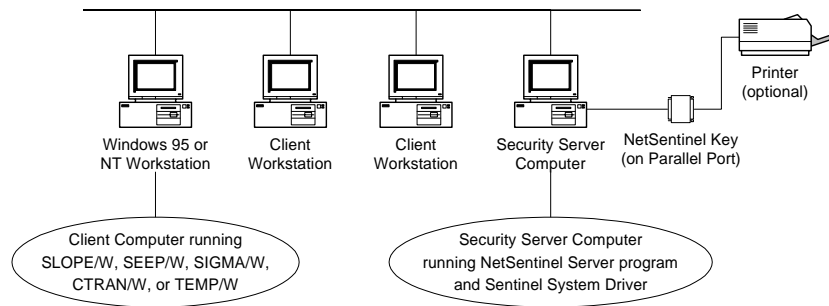 Printer
(optional)
Windows 95 or
NT Workstation
Client
Workstation
Client
Workstation
Security Server
Computer
NetSentinel Key
(on Parallel Port)
Client Computer running
SLOPE/W, SEEP/W, SIGMA/W,
CTRAN/W, or TEMP/W
Security Server Computer
running NetSentinel Server program
and Sentinel System Driver